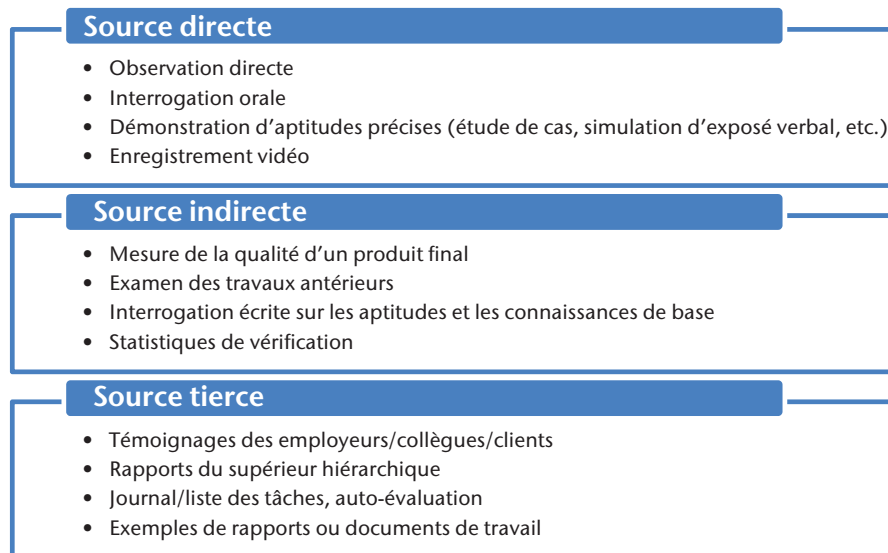 Source directe
• Observation directe
• Interrogation orale
• Démonstration d’aptitudes précises (étude de cas, simulation d’exposé verbal, etc.)
• Enregistrement vidéo
Source indirecte
• Mesure de la qualité d’un produit final
• Examen des travaux antérieurs
• Interrogation écrite sur les aptitudes et les connaissances de base
• Statistiques de vérification
Source tierce
• Témoignages des employeurs/collègues/clients
• Rapports du supérieur hiérarchique
• Journal/liste des tâches, auto-évaluation
• Exemples de rapports ou documents de travail